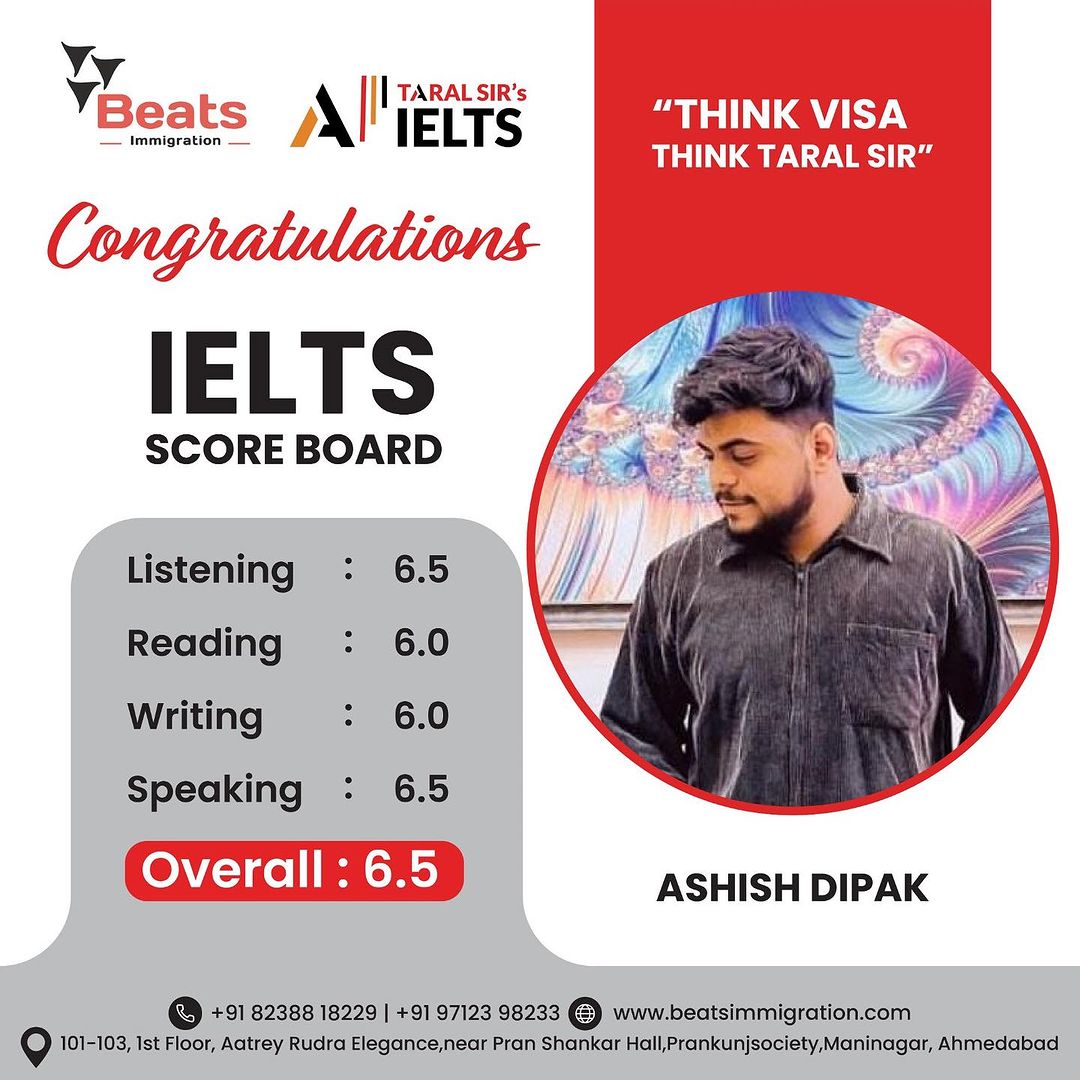 Beats
Immigration
TARAL SIR's
IELTS
"THINK VISA
THINK TARAL SIR"
Congratulations
IELTS
SCORE BOARD
Listening : 6.5
Reading : 6.0
Writing : 6.0
Speaking : 6.5
Overall : 6.5
ASHISH DIPAK
+91 82388 18229 | +91 97123 98233 www.beatsimmigration.com
101-103, 1st Floor, Aatrey Rudra Elegance,near Pran Shankar Hall,Prankunjsociety,Maninagar, Ahmedabad